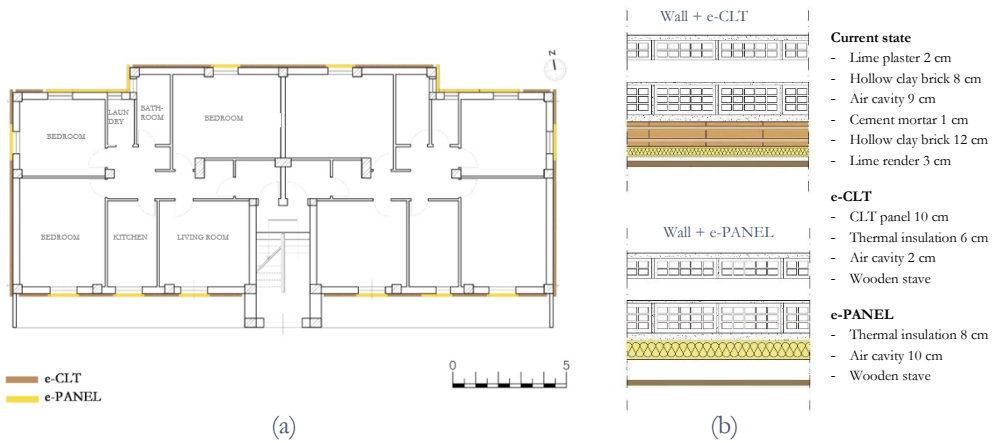 z
BEDROOM
LAUN
DRY
BATH-
ROOM
BEDROOM
BEDROOM
KITCHEN
LIVING ROOM
e-CLT
e-PANEL
0 5
(a)
Wall + e-CLT
Wall + e-PANEL
(b)
Current state
- Lime plaster 2 cm
- Hollow clay brick 8 cm
- Air cavity 9 cm
- Cement mortar 1 cm
- Hollow clay brick 12 cm
- Lime render 3 cm
e-CLT
- CLT panel 10 cm
- Thermal insulation 6 cm
- Air cavity 2 cm
- Wooden stave
e-PANEL
- Thermal insulation 8 cm
- Air cavity 10 cm
- Wooden stave